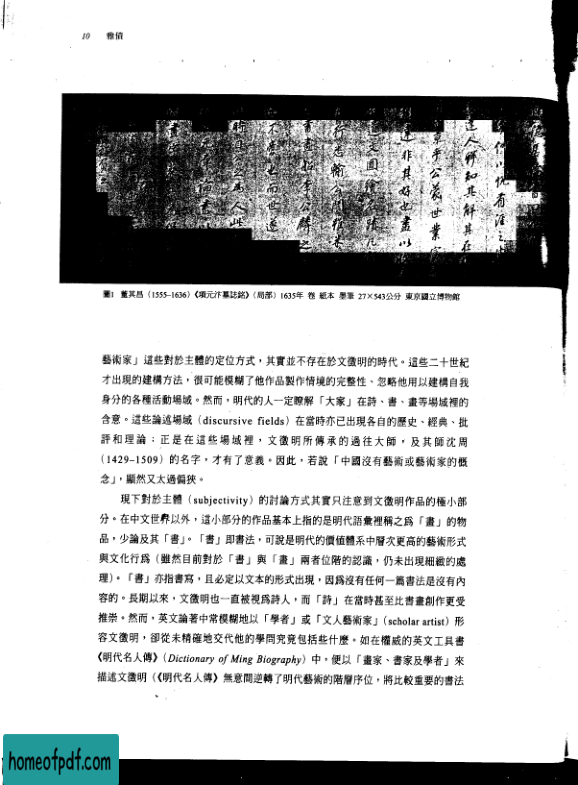 10 雅債
圖1 董其昌（1555–1636）《項元汴墓誌銘》（局部）1635年 卷 紙本 墨筆 27×543公分 東京國立博物館
藝術家」這些對於主體的定位方式，其實並不存在於文徵明的時代。這些二十世紀
才出現的建構方法，很可能模糊了他作品製作情境的完整性、忽略他用以建構自我
身分的各種活動場域。然而，明代的人一定瞭解「大家」在詩、書、畫等場域裡的
含意。這些論述場域（discursive fields）在當時亦已出現各自的歷史、經典、批
評和理論；正是在這些場域裡，文徵明所傳承的過往大師，及其師沈周
（1429–1509）的名字，才有了意義。因此，若說「中國沒有藝術或藝術家的概
念」，顯然又太過偏狹。
現下對於主體（subjectivity）的討論方式其實只注意到文徵明作品的極小部
分。在中文世界以外，這小部分的作品基本上指的是明代語彙裡稱之為「畫」的物
品，少論及其「書」。「書」即書法，可說是明代的價值體系中層次更高的藝術形式
與文化行為（雖然目前對於「書」與「畫」兩者位階的認識，仍未出現細緻的處
理）。「書」亦指書寫，且必定以文本的形式出現，因為沒有任何一篇書法是沒有內
容的。長期以來，文徵明也一直被視為詩人，而「詩」在當時甚至比書畫創作更受
推崇。然而，英文論著中常模糊地以「學者」或「文人藝術家」（scholar artist）形
容文徵明，卻從未精確地交代他的學問究竟包括些什麼。如在權威的英文工具書
《明代名人傳》（Dictionary of Ming Biography）中，便以「畫家、書家及學者」來
描述文徵明（《明代名人傳》無意間逆轉了明代藝術的階層序位，將比較重要的書法
homeofpdf.com